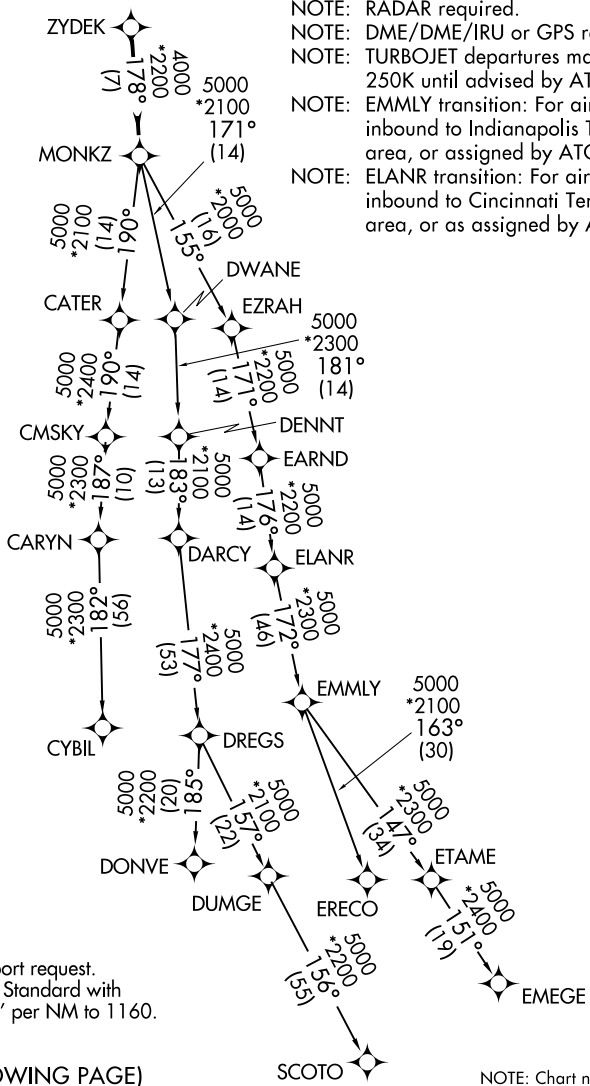 ZYDEK
4000
*2200
178°
(7)
NOTE: RADAR required.
NOTE: DME/DME/IRU or GPS
NOTE: TURBOJET departures
250K until advised by
NOTE: EMMLY transition: For
inbound to Indianapolis
area, or assigned by
NOTE: ELANR transition: For
inbound to Cincinnati
area, or as assigned by
5000
*2100
171°
(14)
MONKZ
5000
*2100
190°
(14)
5000
*2000
155°
(16)
DWANE
CATER
EZRAH
5000
*2300
181°
(14)
5000
*2400
190°
(14)
5000
*2200
171°
(14)
DENNT
CMSKY
EARND
5000
*2300
187°
(10)
5000
*2100
183°
(13)
5000
*2200
176°
(14)
CARYN
DARCY
ELANR
5000
*2300
182°
(56)
5000
*2400
177°
(53)
5000
*2300
172°
(46)
EMMLY
5000
*2100
163°
(30)
CYBIL
DREGS
5000
*2200
185°
(20)
5000
*2100
157°
(22)
5000
*2300
147°
(34)
DONVE
DUMGE
ERECO
ETAME
5000
*2400
151°
(19)
5000
*2200
156°
(55)
EMEGE
request.
Standard with
per NM to 1160.
PAGE)
SCOTO
NOTE: Chart